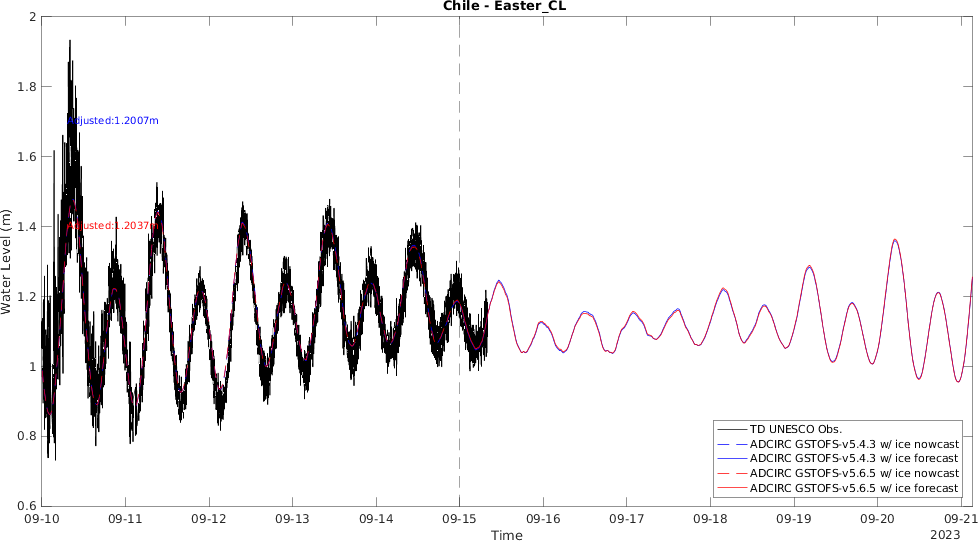 Chile - Easter_CL
Water Level (m)
2
1.8
1.6
1.4
1.2
1
0.8
0.6
Adjusted:1.2007m
Adjusted:1.2037m
TD UNESCO Obs.
ADCIRC GSTOFS-v5.4.3 w/ ice nowcast
ADCIRC GSTOFS-v5.4.3 w/ ice forecast
ADCIRC GSTOFS-v5.6.5 w/ ice nowcast
ADCIRC GSTOFS-v5.6.5 w/ ice forecast
09-10 09-11 09-12 09-13 09-14 09-15 09-16 09-17 09-18 09-19 09-20 09-21
Time
2023